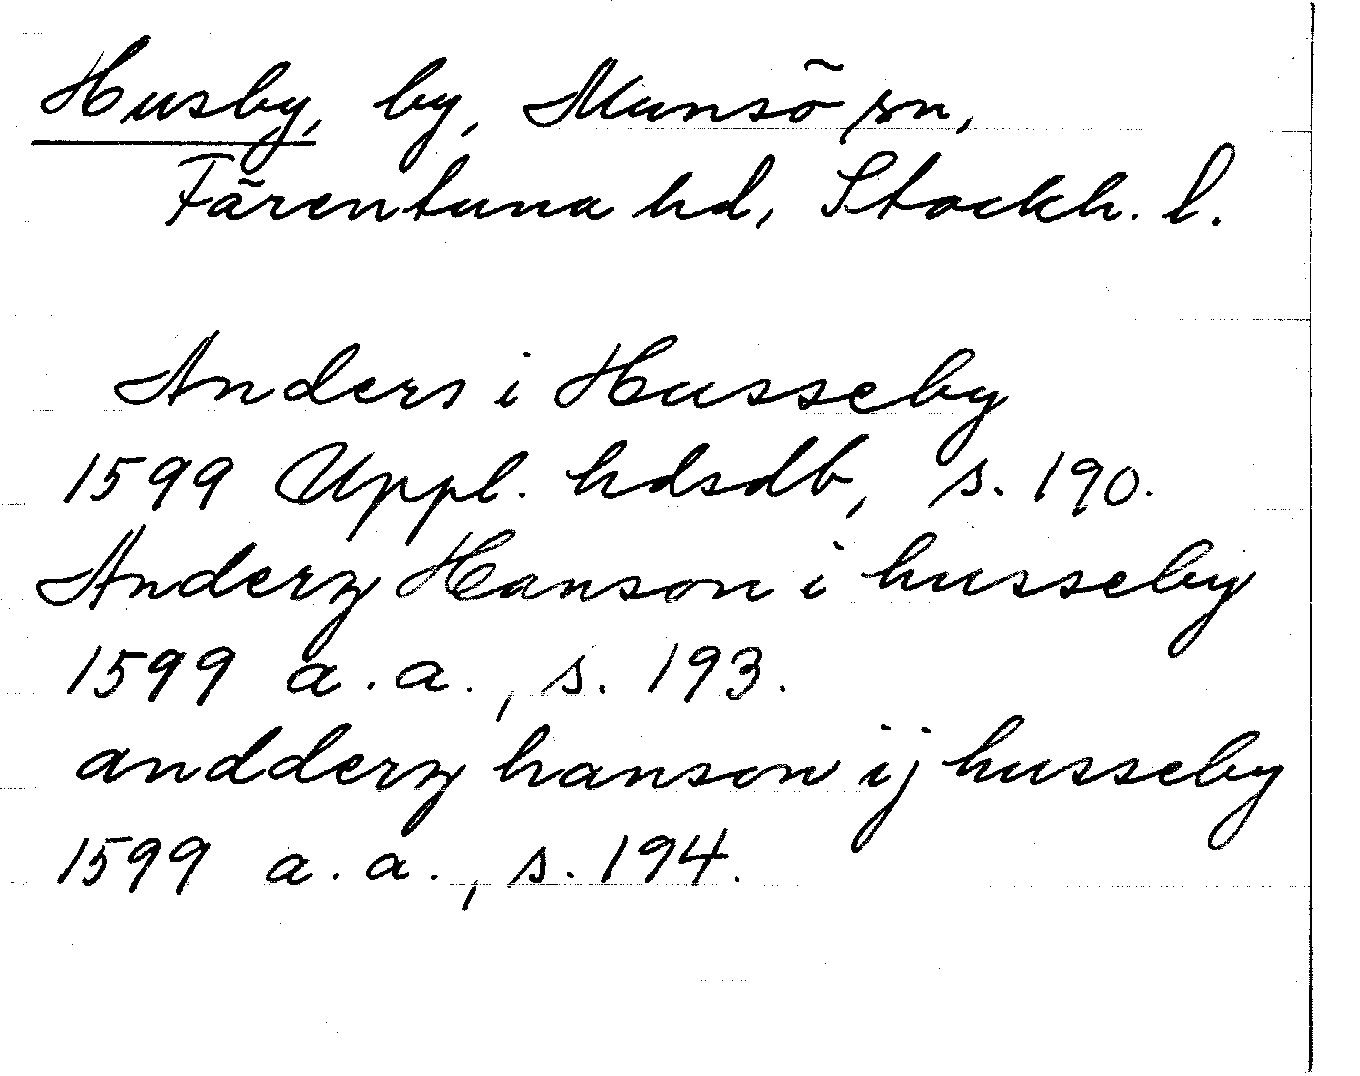 Husby, by, Munsö sn,
Färentuna hd, Stockh. l.
Anders i Husseby
1599 Uppl. hdsdb, s. 190.
Anderz Hanson i husseby
1599 a.a., s. 193.
andderz hanson ij husseby
1599 a.a., s. 194.